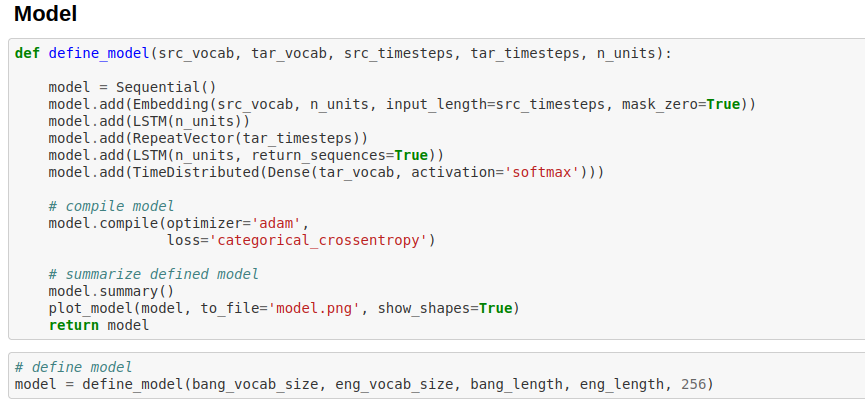 Model
def define_model(src_vocab, tar_vocab, src_timesteps, tar_timesteps, n_units):
    model = Sequential()
    model.add(Embedding(src_vocab, n_units, input_length=src_timesteps, mask_zero=True))
    model.add(LSTM(n_units))
    model.add(RepeatVector(tar_timesteps))
    model.add(LSTM(n_units, return_sequences=True))
    model.add(TimeDistributed(Dense(tar_vocab, activation='softmax')))
    # compile model
    model.compile(optimizer='adam',
                  loss='categorical_crossentropy')
    # summarize defined model
    model.summary()
    plot_model(model, to_file='model.png', show_shapes=True)
    return model
# define model
model = define_model(bang_vocab_size, eng_vocab_size, bang_length, eng_length, 256)